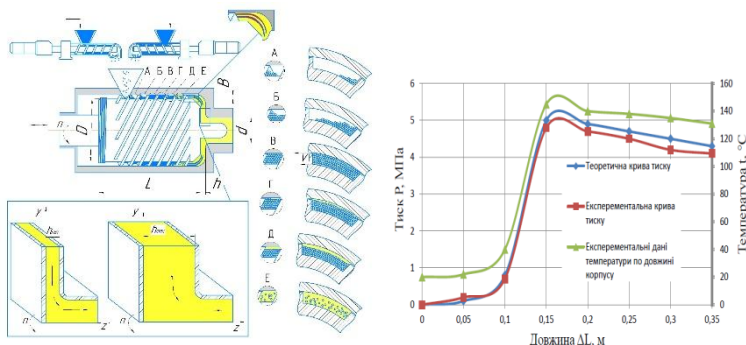 А Б В Г Д Е
B
n
D
d
L
h
А
Б
В
V
Г
Д
Е
y
z
n
y
z
n
Тиск P, МПа
6
5
4
3
2
1
0
160
140
120
100
80
60
40
20
0
Температура t, °C
Теоретична крива тиску
Експериментальна крива
тиску
Експериментальні дані
температури по довжині
корпусу
0 0,05 0,1 0,15 0,2 0,25 0,3 0,35
Довжина ΔL, м